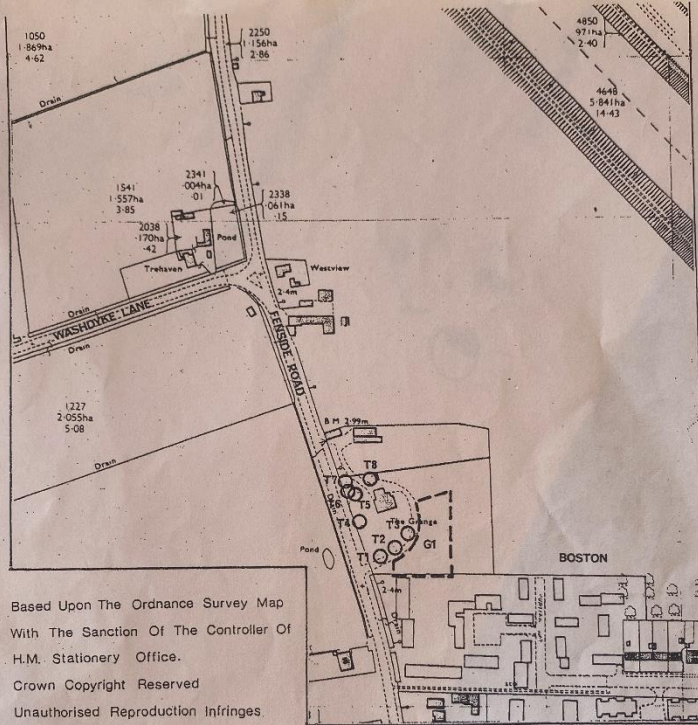 1050
1·869ha
4·62
2250
1·156ha
2·86
4850
·971ha
2·40
4648
5·841ha
14·43
Drain
1541
1·557ha
3·85
2341
·004ha
·01
2338
·061ha
·15
2038
·170ha
·42
Pond
Trehaven
Westview
2·4m
Drain
WASHDYKE LANE
Drain
FENSIDE ROAD
1227
2·055ha
5·08
B M 2·99m
Drain
T8
T7
T6
T5
Drain
T4
The Grange
T3
T2
G1
T1
Pond
BOSTON
2·4m
Drain
Based Upon The Ordnance Survey Map
With The Sanction Of The Controller Of
H.M. Stationery Office.
Crown Copyright Reserved
Unauthorised Reproduction Infringes